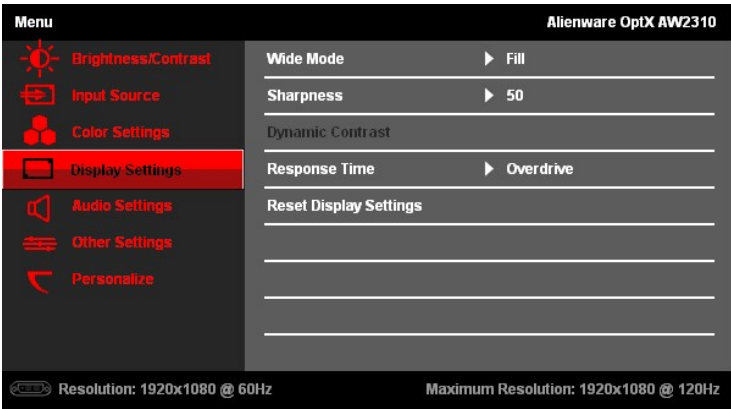 Menu Alienware OptX AW2310
Brightness/Contrast
Input Source
Color Settings
Display Settings
Audio Settings
Other Settings
Personalize
Wide Mode Fill
Sharpness 50
Dynamic Contrast
Response Time Overdrive
Reset Display Settings
Resolution: 1920x1080 @ 60Hz Maximum Resolution: 1920x1080 @ 120Hz